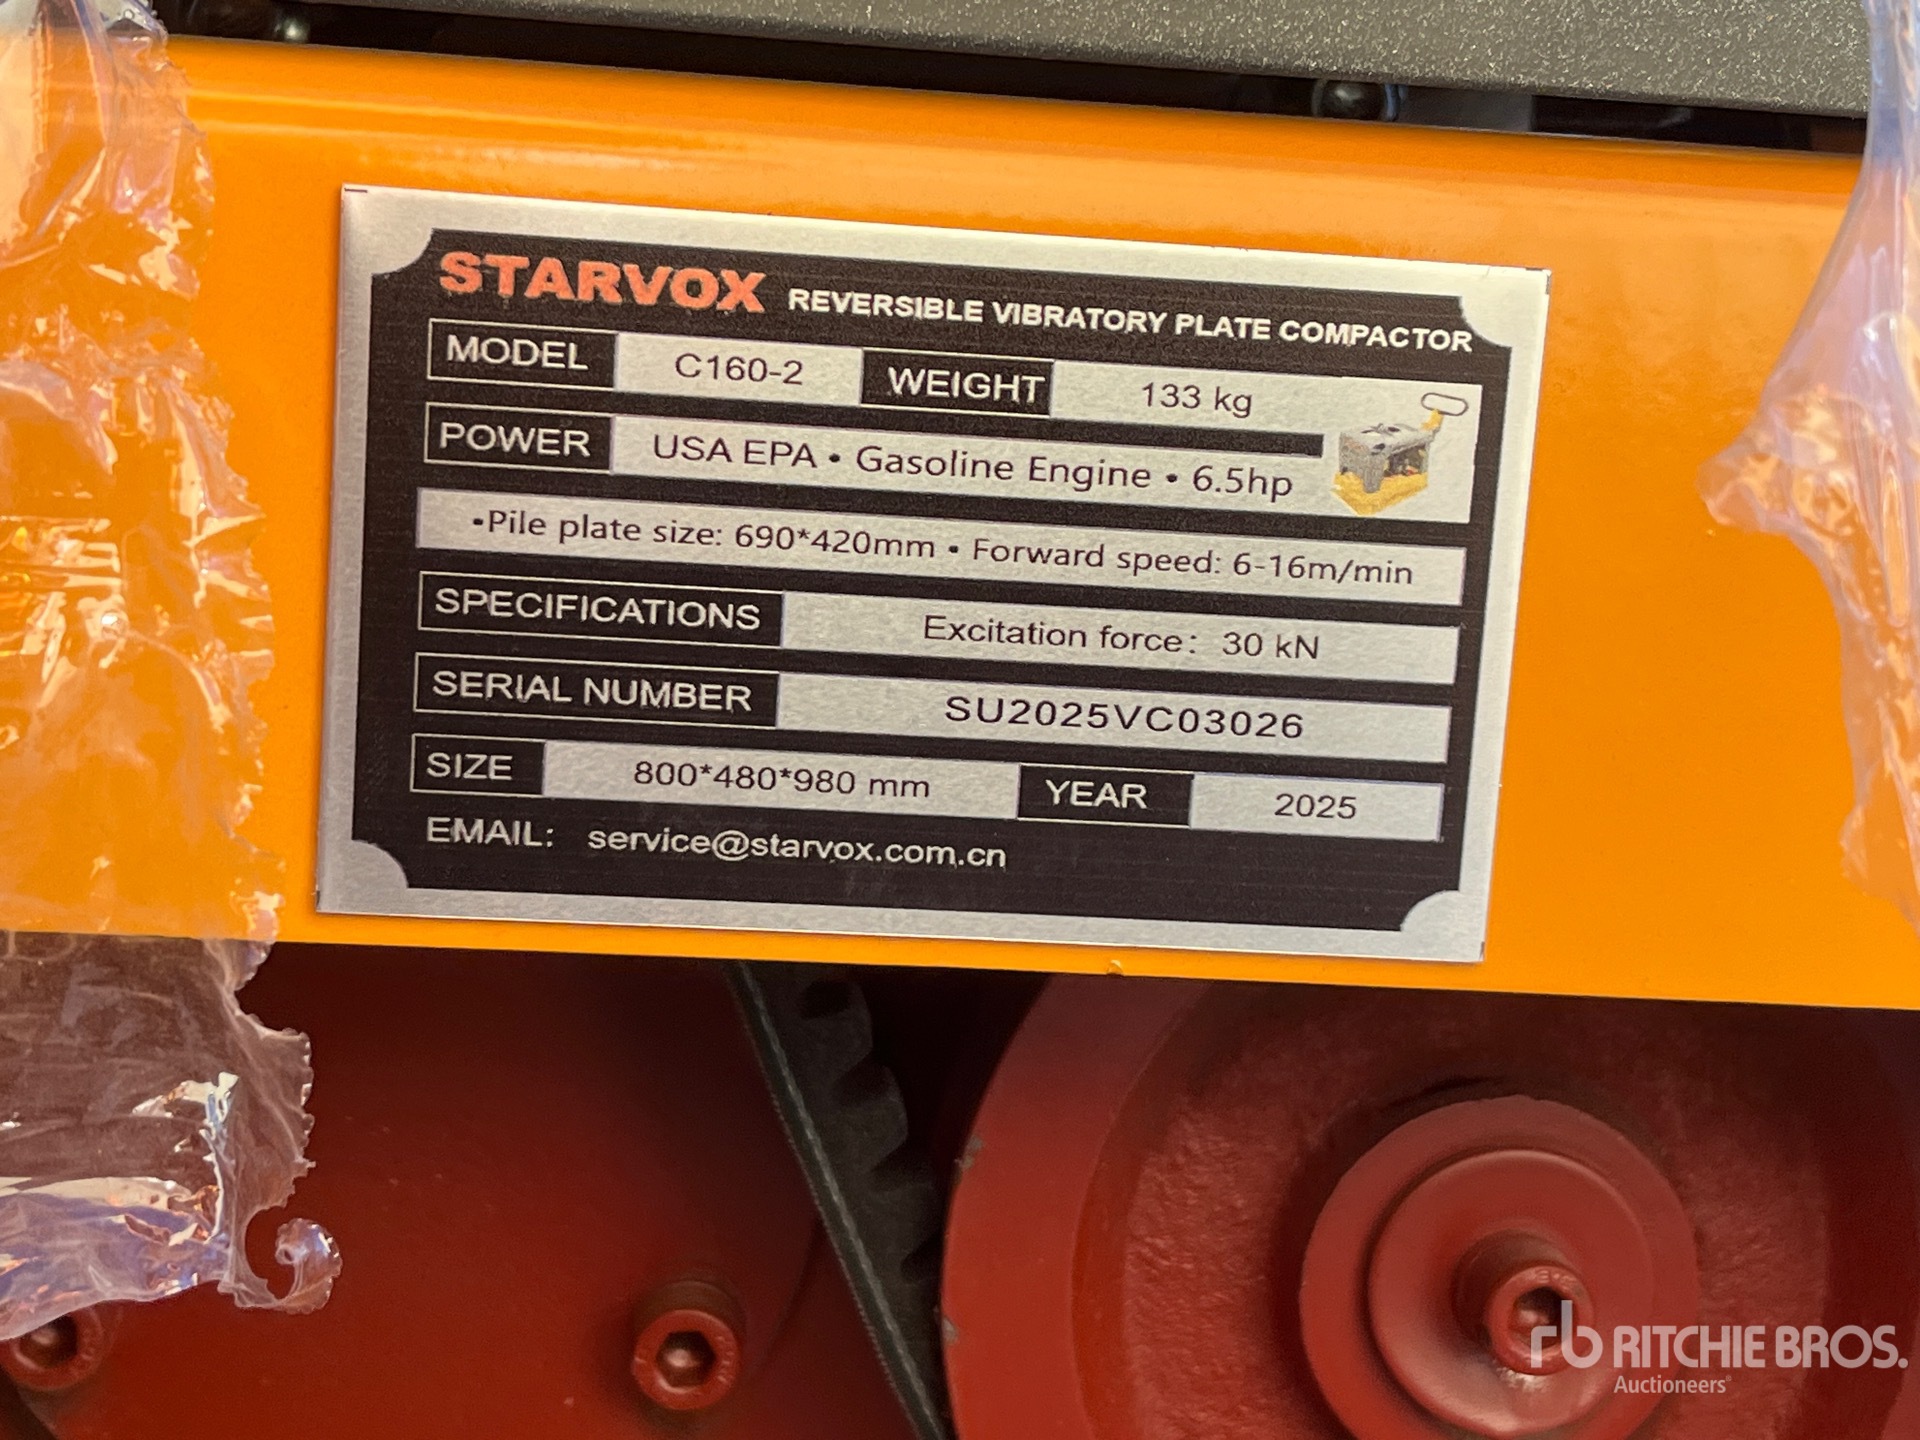 STARVOX REVERSIBLE VIBRATORY PLATE COMPACTOR
MODEL C160-2 WEIGHT 133 kg
POWER USA EPA • Gasoline Engine • 6.5hp
•Pile plate size: 690*420mm • Forward speed: 6-16m/min
SPECIFICATIONS Excitation force: 30 kN
SERIAL NUMBER SU2025VC03026
SIZE 800*480*980 mm YEAR 2025
EMAIL: service@starvox.com.cn
rb RITCHIE BROS.
Auctioneers®